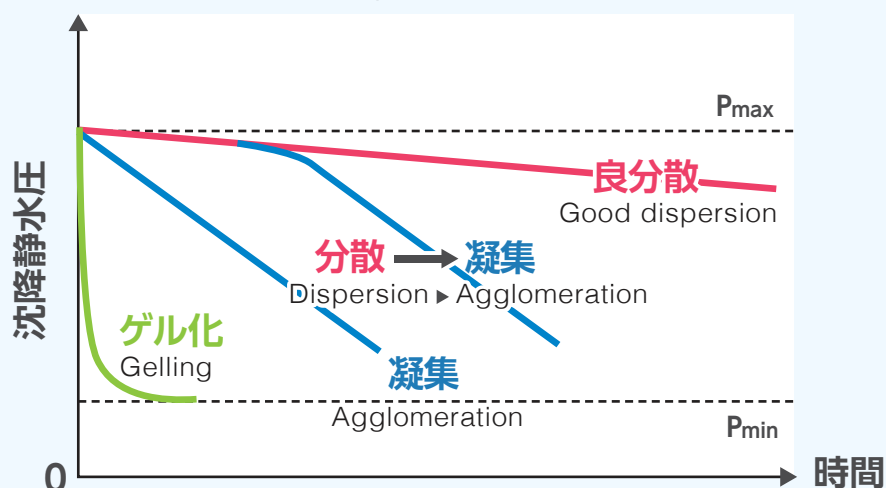 Pmax
沈降静水圧
良分散
Good dispersion
分散
凝集
Dispersion ▶ Agglomeration
ゲル化
Gelling
凝集
Agglomeration
Pmin
0
時間